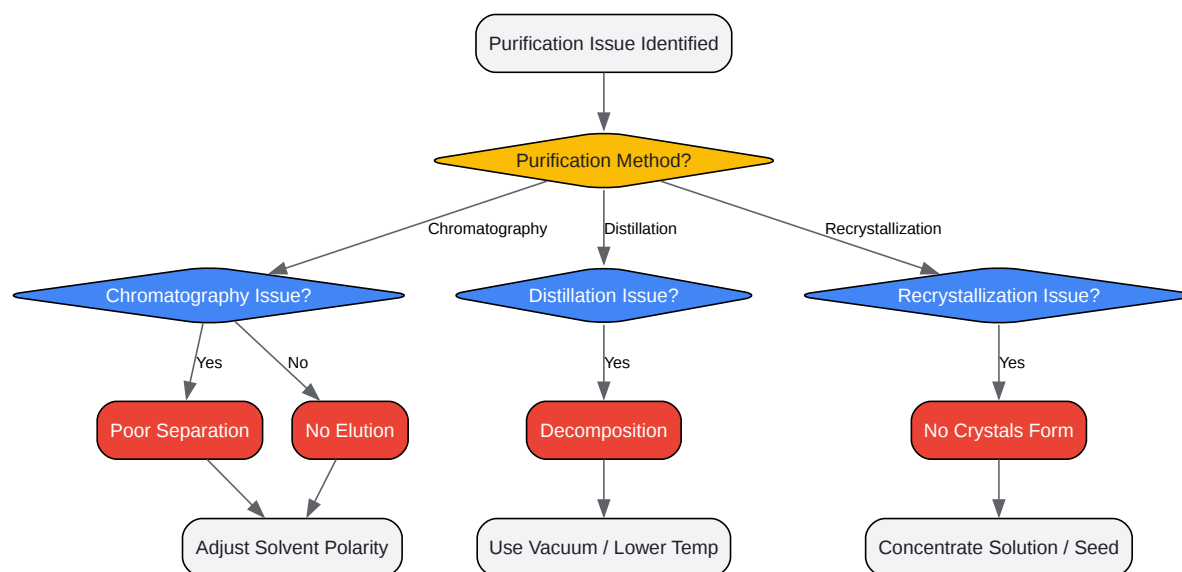 Purification Issue Identified
Purification Method?
Chromatography
Distillation
Recrystallization
Chromatography Issue?
Distillation Issue?
Recrystallization Issue?
Yes
No
Yes
Yes
Poor Separation
No Elution
Decomposition
No Crystals Form
Adjust Solvent Polarity
Use Vacuum / Lower Temp
Concentrate Solution / Seed